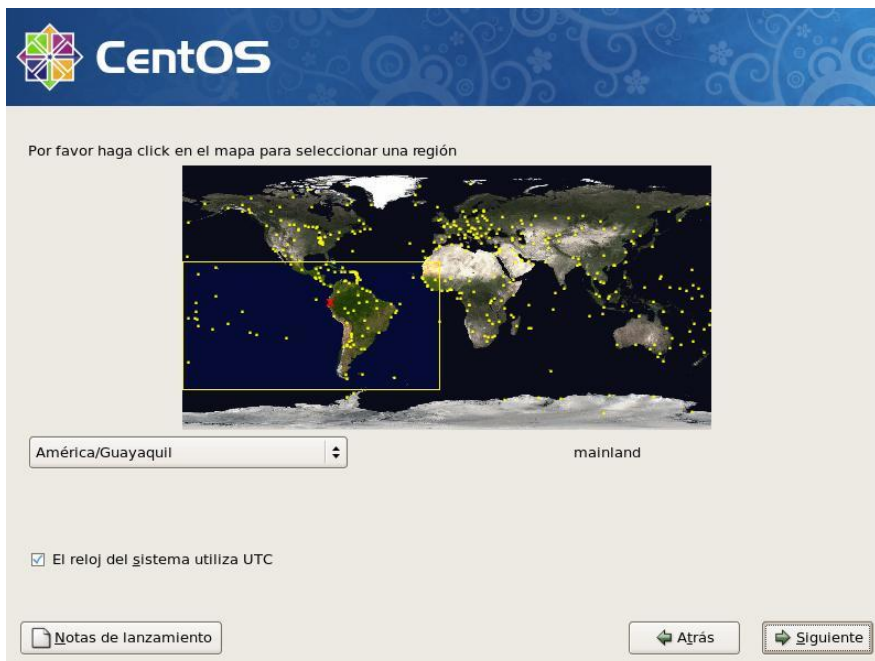 CentOS
Por favor haga click en el mapa para seleccionar una región
América/Guayaquil
mainland
El reloj del sistema utiliza UTC
Notas de lanzamiento
Atrás
Siguiente